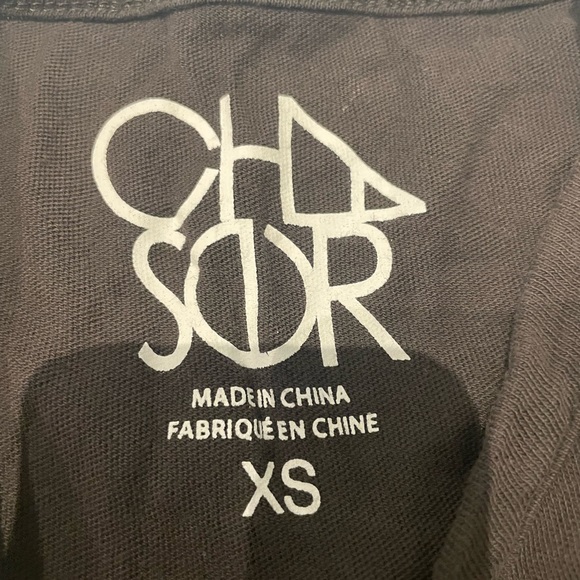 CHA
SER
MADE IN CHINA
FABRIQUÉ EN CHINE
XS